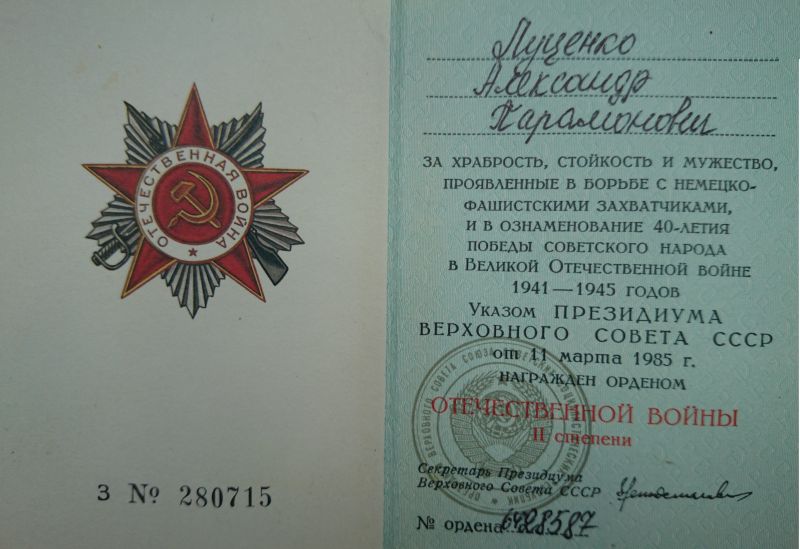 ОТЕЧЕСТВЕННАЯ ВОЙНА
З № 280715
Луценко
Александр
Парамонович
ЗА ХРАБРОСТЬ, СТОЙКОСТЬ И МУЖЕСТВО,
ПРОЯВЛЕННЫЕ В БОРЬБЕ С НЕМЕЦКО-
ФАШИСТСКИМИ ЗАХВАТЧИКАМИ,
И В ОЗНАМЕНОВАНИЕ 40-ЛЕТИЯ
ПОБЕДЫ СОВЕТСКОГО НАРОДА
В ВЕЛИКОЙ ОТЕЧЕСТВЕННОЙ ВОЙНЕ
1941—1945 ГОДОВ
УКАЗОМ ПРЕЗИДИУМА
ВЕРХОВНОГО СОВЕТА СССР
от 11 марта 1985 г.
НАГРАЖДЕН ОРДЕНОМ
ОТЕЧЕСТВЕННОЙ ВОЙНЫ
II степени
Секретарь Президиума
Верховного Совета СССР
№ ордена 6428587